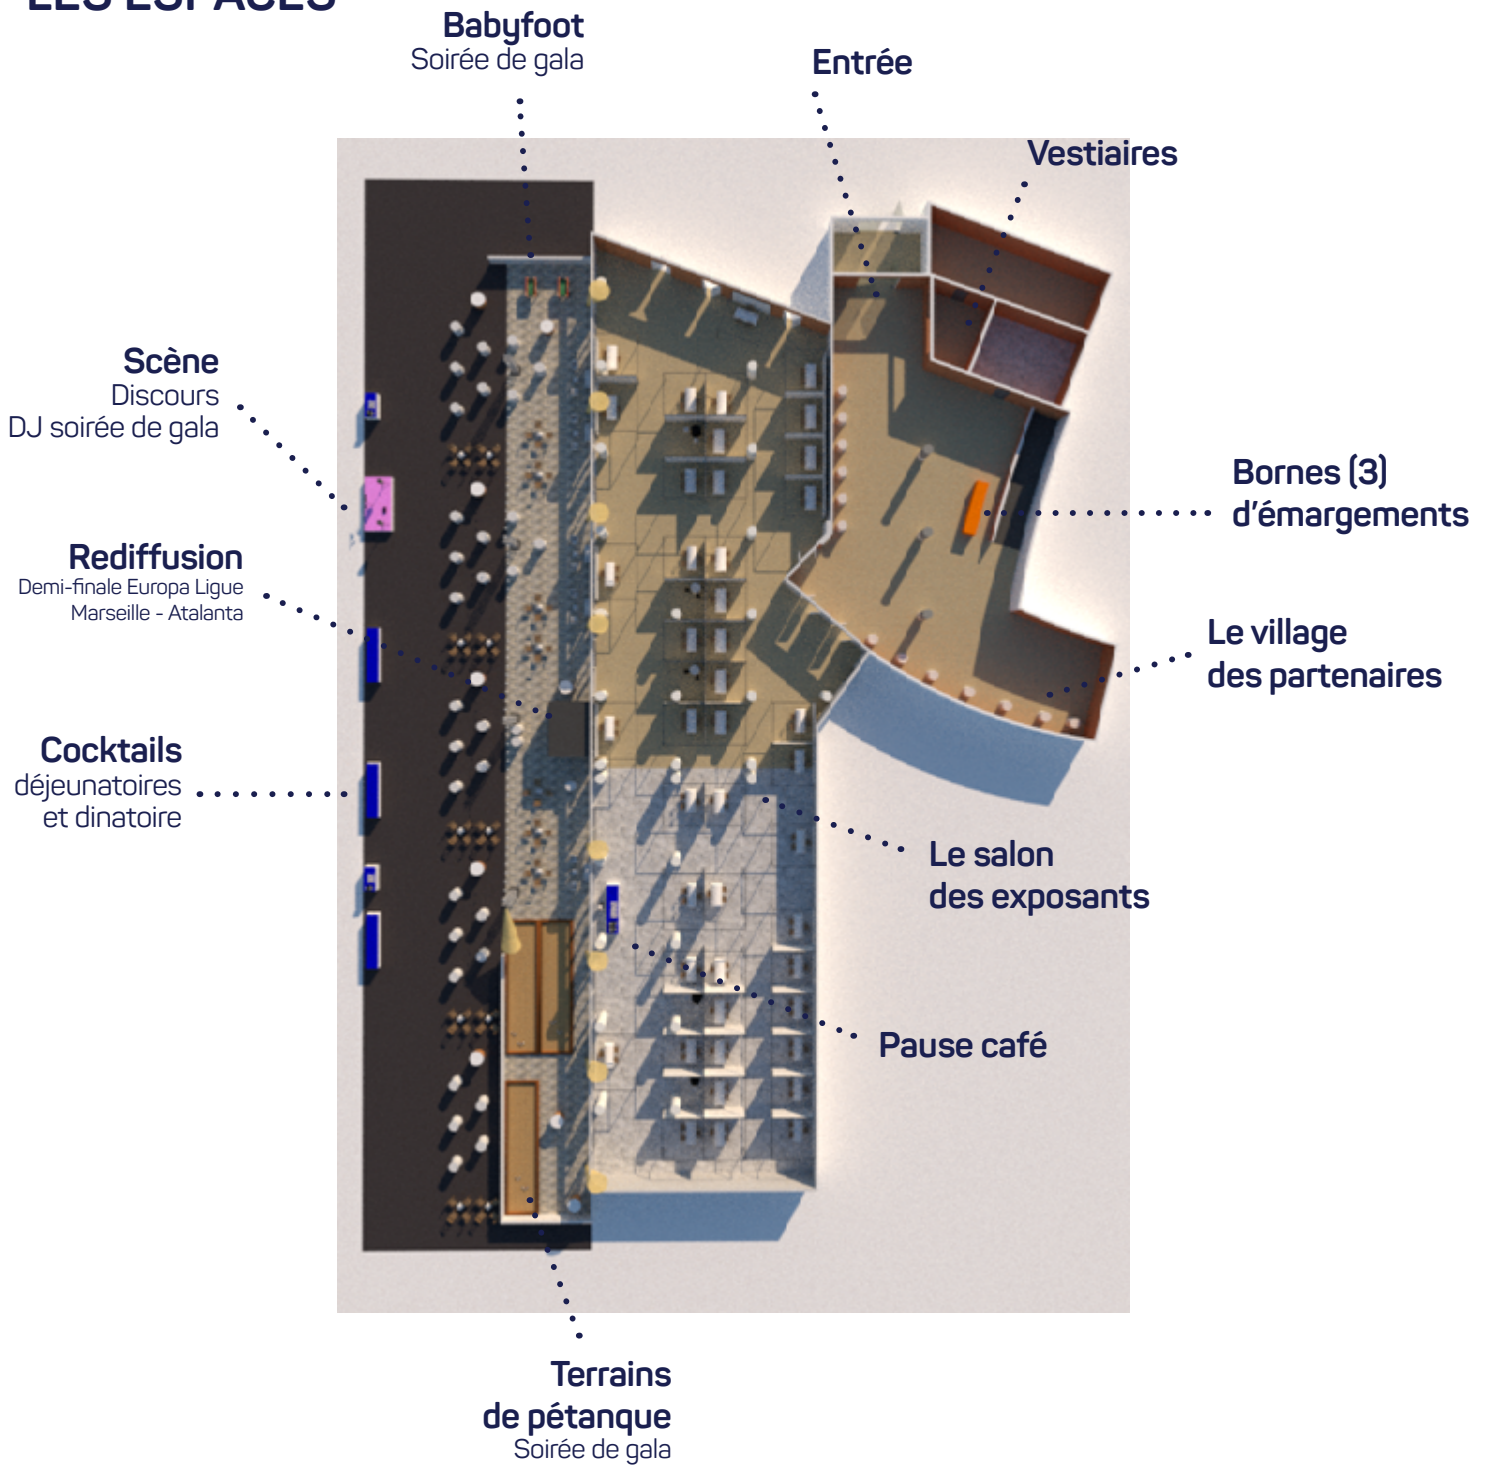 LES ESPACES
Babyfoot
Soirée de gala
Entrée
Vestiaires
Scène
Discours
DJ soirée de gala
Bornes (3)
d'émargements
Rediffusion
Demi-finale Europa Ligue
Marseille - Atalanta
Le village
des partenaires
Cocktails
déjeunatoires
et dinatoire
Le salon
des exposants
Pause café
Terrains
de pétanque
Soirée de gala